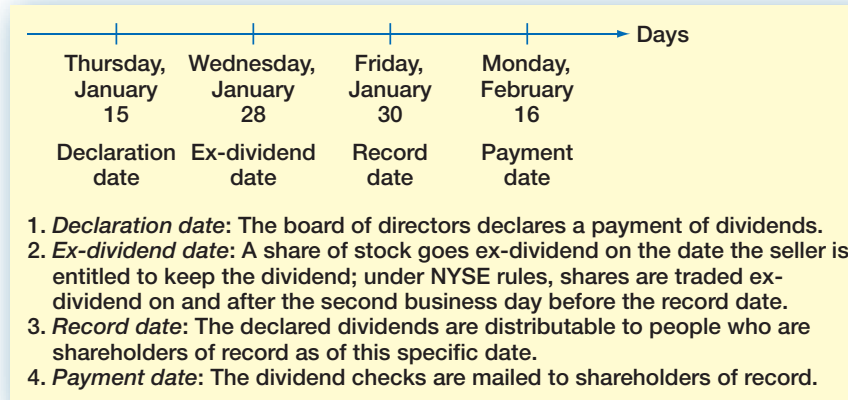 Days
Thursday, January 15
Wednesday, January 28
Friday, January 30
Monday, February 16
Declaration date
Ex-dividend date
Record date
Payment date
1. Declaration date: The board of directors declares a payment of dividends.
2. Ex-dividend date: A share of stock goes ex-dividend on the date the seller is
entitled to keep the dividend; under NYSE rules, shares are traded ex-
dividend on and after the second business day before the record date.
3. Record date: The declared dividends are distributable to people who are
shareholders of record as of this specific date.
4. Payment date: The dividend checks are mailed to shareholders of record.